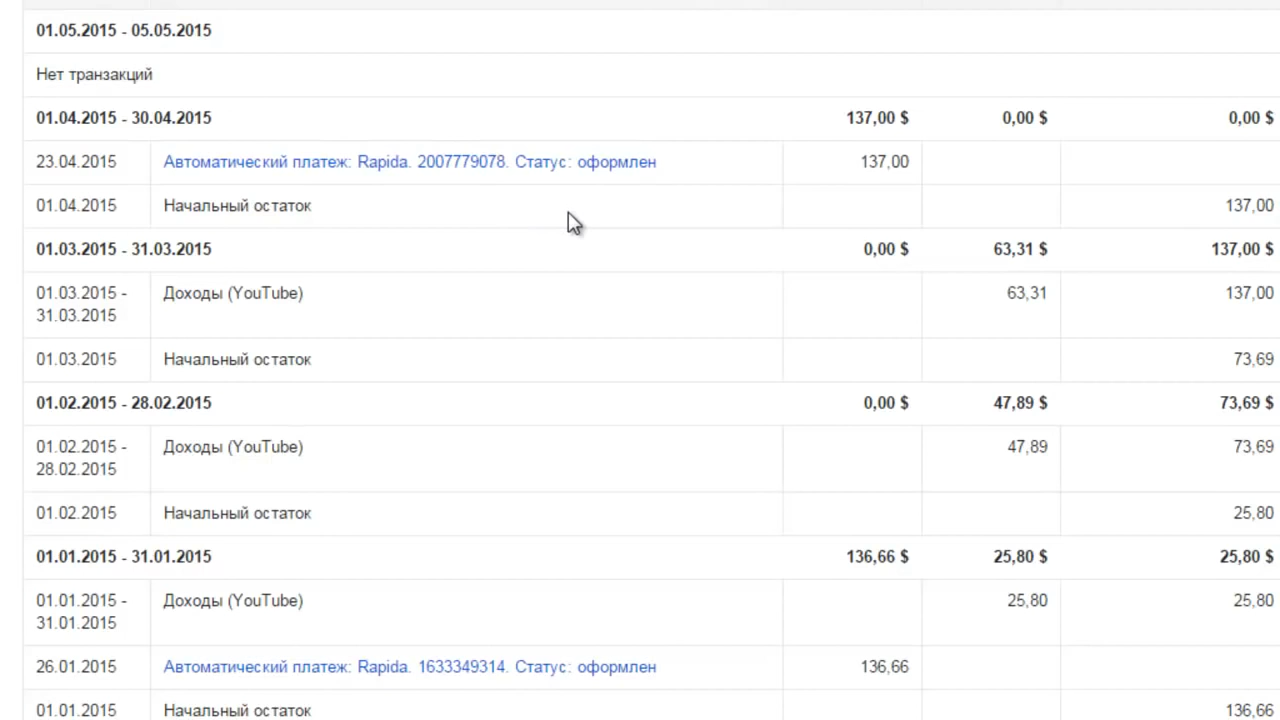 01.05.2015 - 05.05.2015
Нет транзакций
01.04.2015 - 30.04.2015 137,00 $ 0,00 $ 0,00 $
23.04.2015 Автоматический платеж: Rapida. 2007779078. Статус: оформлен 137,00
01.04.2015 Начальный остаток 137,00
01.03.2015 - 31.03.2015 0,00 $ 63,31 $ 137,00 $
01.03.2015 - Доходы (YouTube) 63,31 137,00
31.03.2015
01.03.2015 Начальный остаток 73,69
01.02.2015 - 28.02.2015 0,00 $ 47,89 $ 73,69 $
01.02.2015 - Доходы (YouTube) 47,89 73,69
28.02.2015
01.02.2015 Начальный остаток 25,80
01.01.2015 - 31.01.2015 136,66 $ 25,80 $ 25,80 $
01.01.2015 - Доходы (YouTube) 25,80 25,80
31.01.2015
26.01.2015 Автоматический платеж: Rapida. 1633349314. Статус: оформлен 136,66
01.01.2015 Начальный остаток 136,66